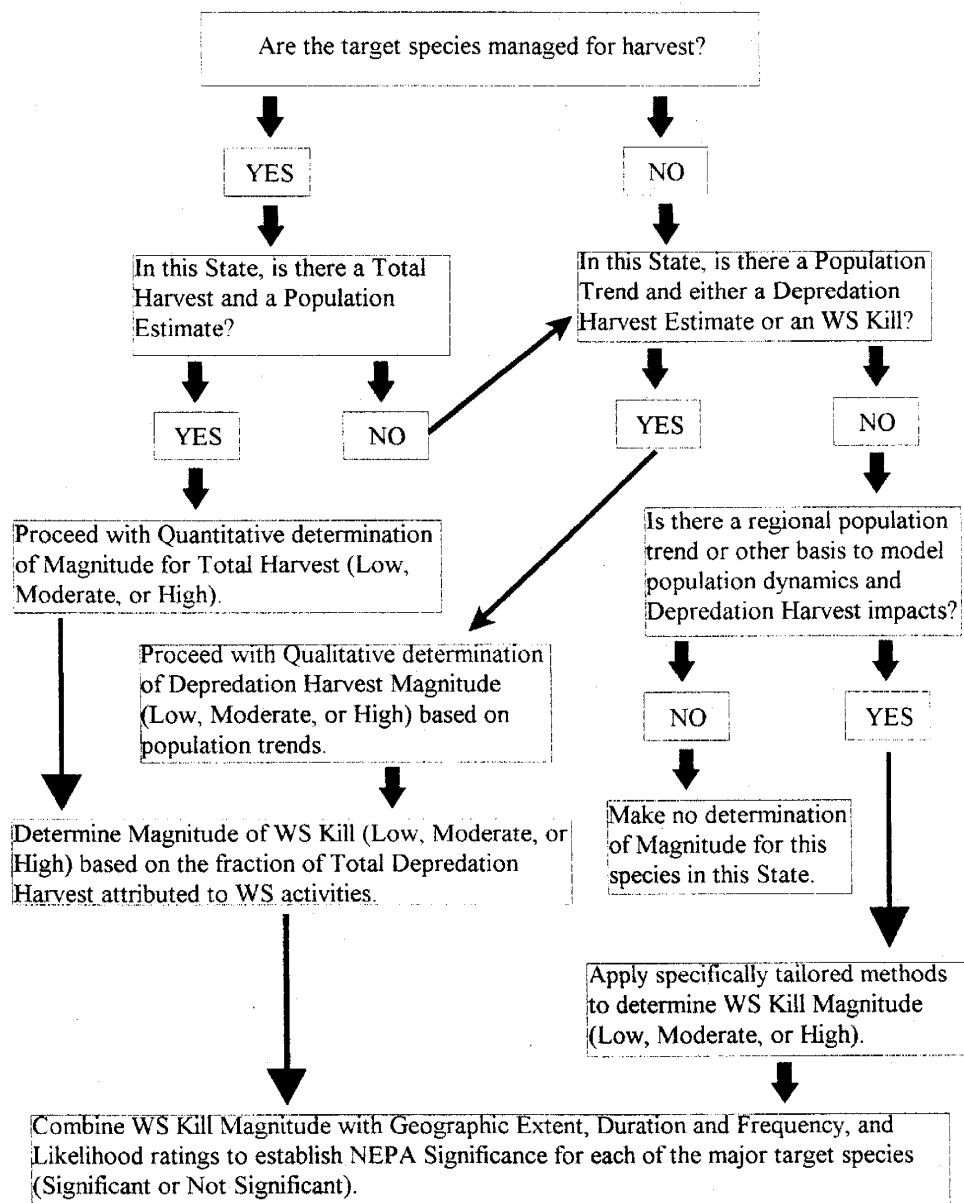 Are the target species managed for harvest?
YES
NO
In this State, is there a Total
Harvest and a Population
Estimate?
In this State, is there a Population
Trend and either a Depredation
Harvest Estimate or an WS Kill?
YES
NO
YES
NO
Proceed with Quantitative determination
of Magnitude for Total Harvest (Low,
Moderate, or High).
Is there a regional population
trend or other basis to model
population dynamics and
Depredation Harvest impacts?
Proceed with Qualitative determination
of Depredation Harvest Magnitude
(Low, Moderate, or High) based on
population trends.
NO
YES
Determine Magnitude of WS Kill (Low, Moderate, or
High) based on the fraction of Total Depredation
Harvest attributed to WS activities.
Make no determination
of Magnitude for this
species in this State.
Apply specifically tailored methods
to determine WS Kill Magnitude
(Low, Moderate, or High).
Combine WS Kill Magnitude with Geographic Extent, Duration and Frequency, and
Likelihood ratings to establish NEPA Significance for each of the major target species
(Significant or Not Significant).